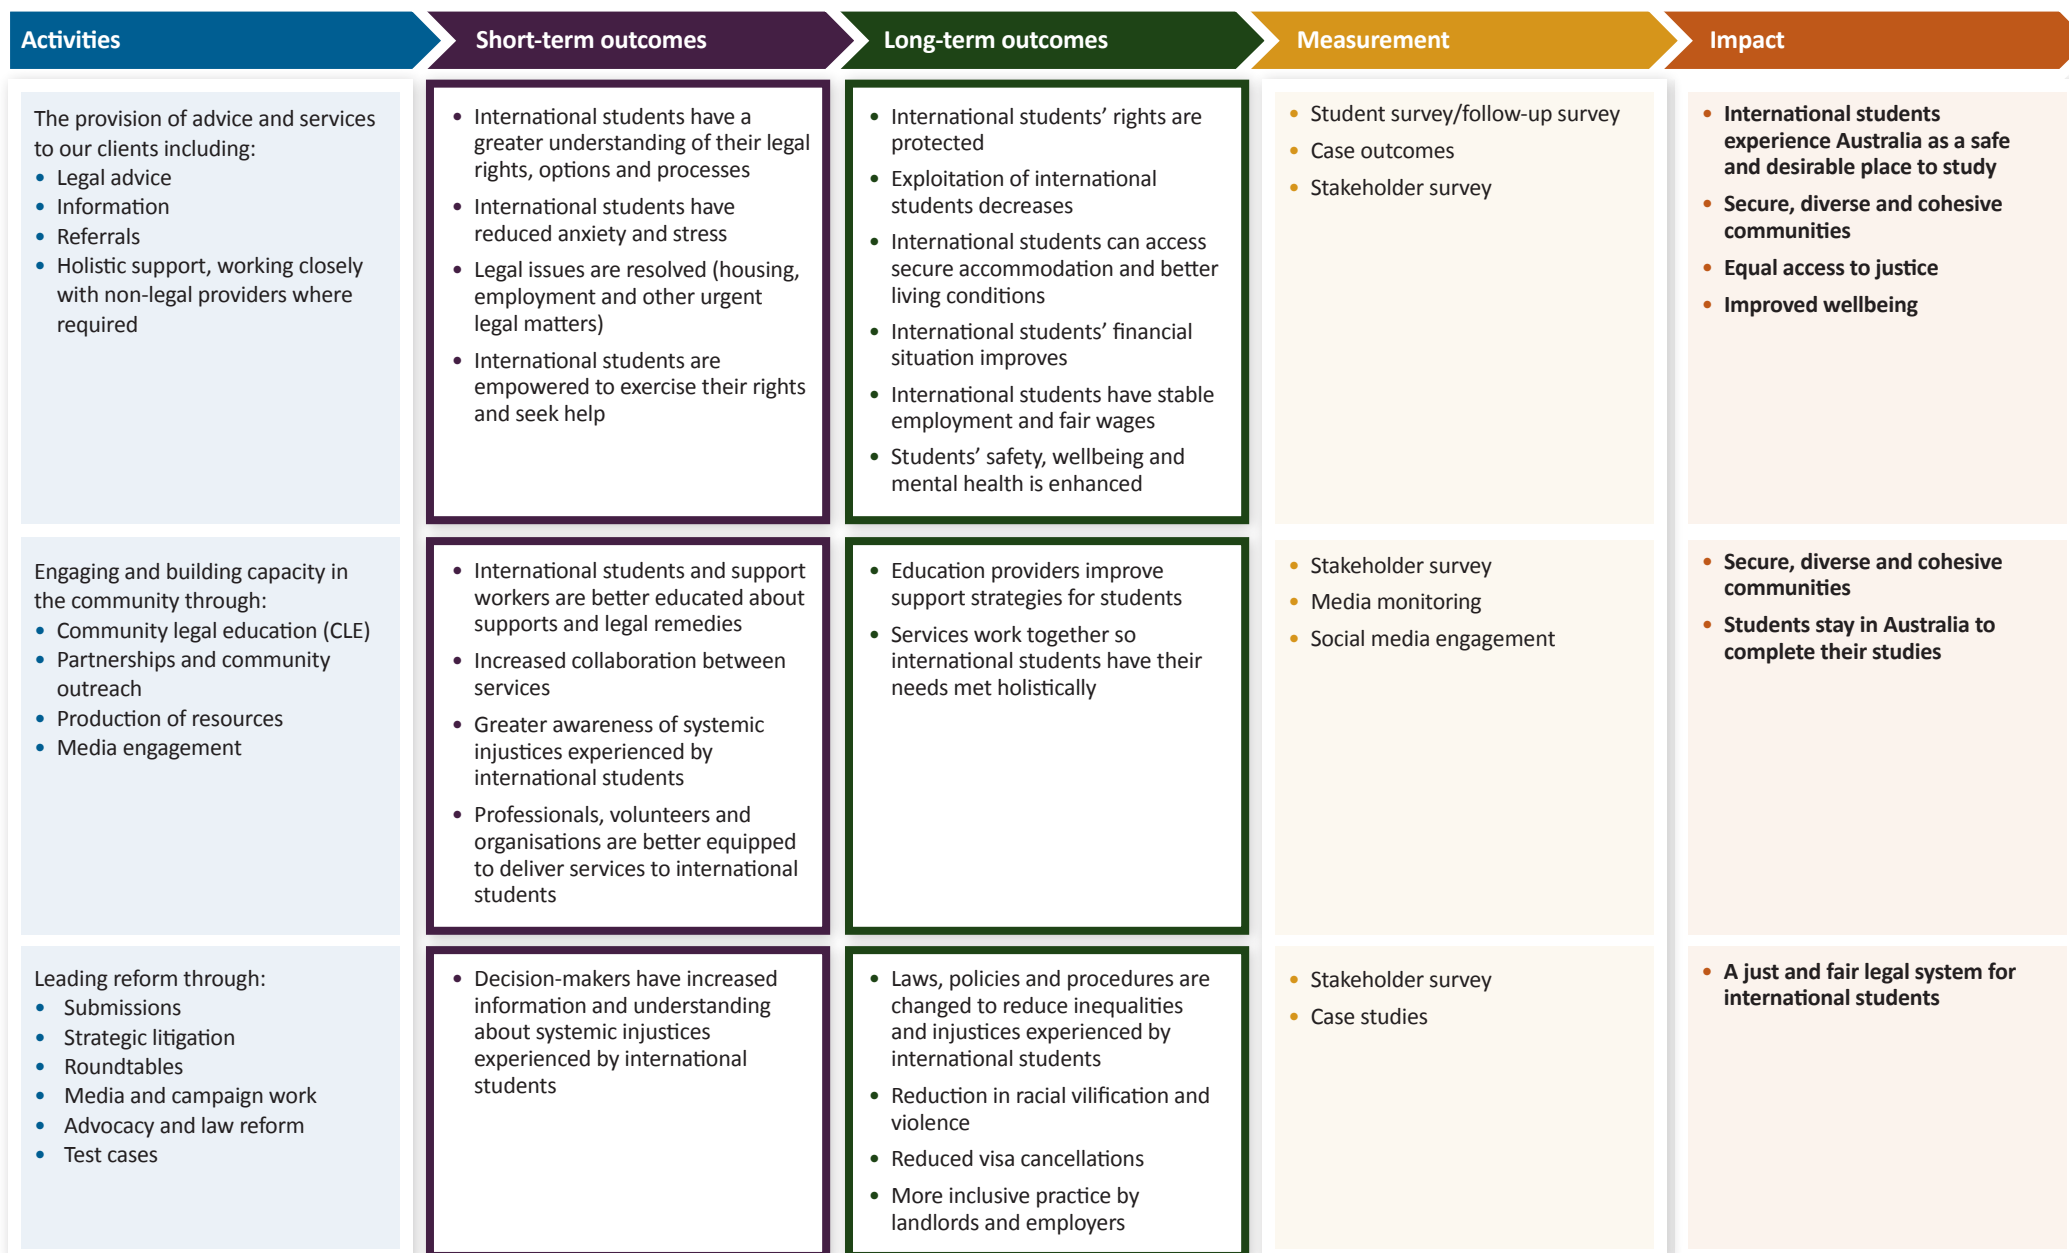 Activities
Short-term outcomes
Long-term outcomes
Measurement
Impact
The provision of advice and services
to our clients including:
• Legal advice
• Information
• Referrals
• Holistic support, working closely
with non-legal providers where
required
• International students have a
greater understanding of their legal
rights, options and processes
• International students have
reduced anxiety and stress
• Legal issues are resolved (housing,
employment and other urgent
legal matters)
• International students are
empowered to exercise their rights
and seek help
• International students’ rights are
protected
• Exploitation of international
students decreases
• International students can access
secure accommodation and better
living conditions
• International students’ financial
situation improves
• International students have stable
employment and fair wages
• Students’ safety, wellbeing and
mental health is enhanced
• Student survey/follow-up survey
• Case outcomes
• Stakeholder survey
• International students
experience Australia as a safe
and desirable place to study
• Secure, diverse and cohesive
communities
• Equal access to justice
• Improved wellbeing
Engaging and building capacity in
the community through:
• Community legal education (CLE)
• Partnerships and community
outreach
• Production of resources
• Media engagement
• International students and support
workers are better educated about
supports and legal remedies
• Increased collaboration between
services
• Greater awareness of systemic
injustices experienced by
international students
• Professionals, volunteers and
organisations are better equipped
to deliver services to international
students
• Education providers improve
support strategies for students
• Services work together so
international students have their
needs met holistically
• Stakeholder survey
• Media monitoring
• Social media engagement
• Secure, diverse and cohesive
communities
• Students stay in Australia to
complete their studies
Leading reform through:
• Submissions
• Strategic litigation
• Roundtables
• Media and campaign work
• Advocacy and law reform
• Test cases
• Decision-makers have increased
information and understanding
about systemic injustices
experienced by international
students
• Laws, policies and procedures are
changed to reduce inequalities
and injustices experienced by
international students
• Reduction in racial vilification and
violence
• Reduced visa cancellations
• More inclusive practice by
landlords and employers
• Stakeholder survey
• Case studies
• A just and fair legal system for
international students